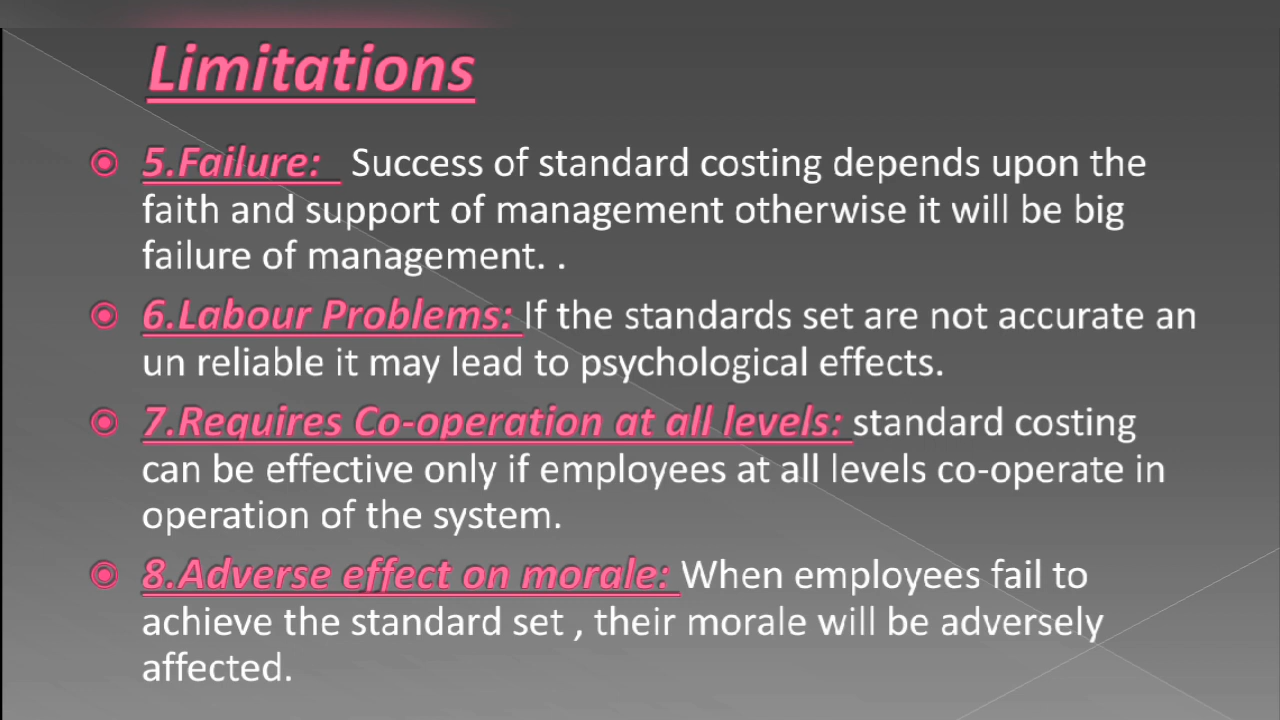 Limitations
5.Failure: Success of standard costing depends upon the
faith and support of management otherwise it will be big
failure of management. .
6.Labour Problems: If the standards set are not accurate an
un reliable it may lead to psychological effects.
7.Requires Co-operation at all levels: standard costing
can be effective only if employees at all levels co-operate in
operation of the system.
8.Adverse effect on morale: When employees fail to
achieve the standard set , their morale will be adversely
affected.